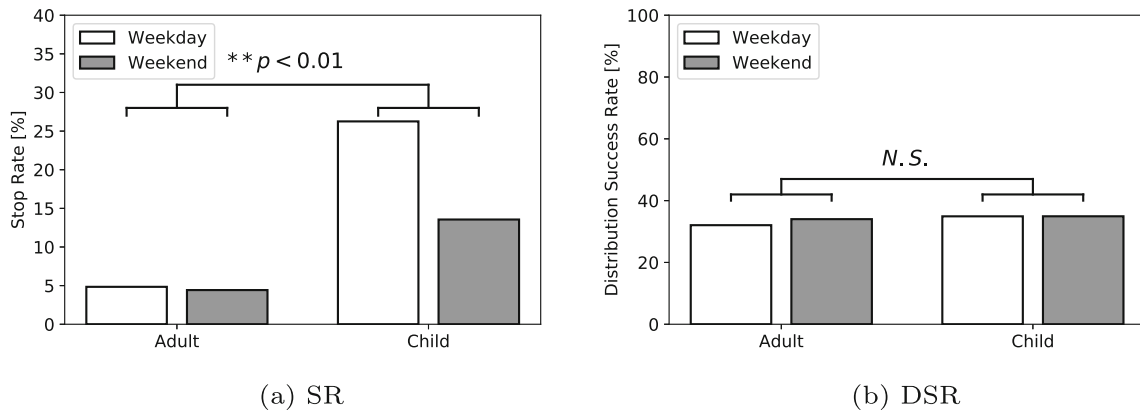 40
35
30
25
20
15
10
5
0
Stop Rate [%]
Weekday
Weekend
** p < 0.01
Adult
Child
(a) SR
100
80
60
40
20
0
Distribution Success Rate [%]
Weekday
Weekend
N.S.
Adult
Child
(b) DSR